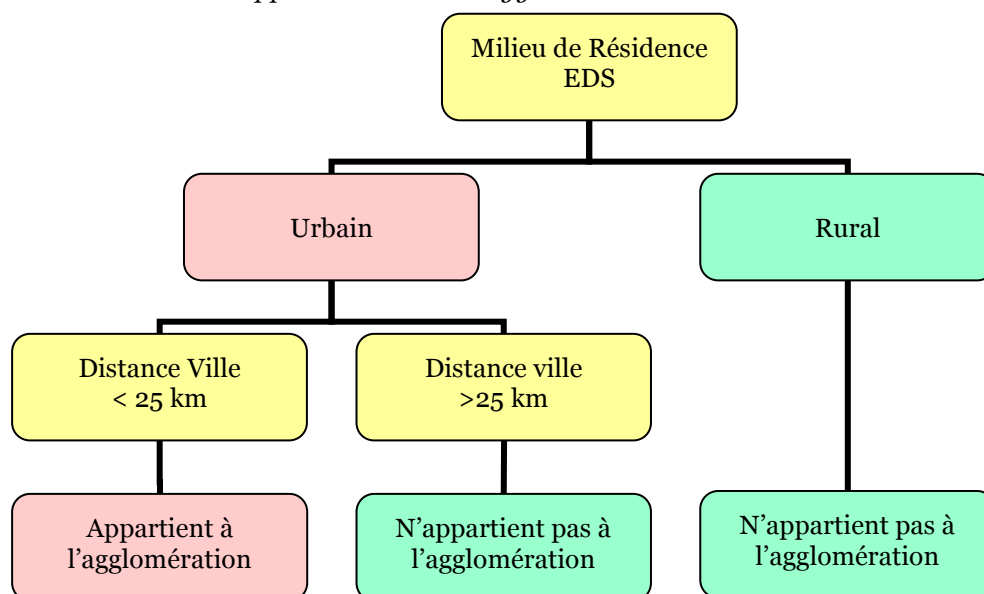 Milieu de Résidence
EDS
Urbain
Rural
Distance Ville
< 25 km
Distance ville
>25 km
Appartient à
l’agglomération
N’appartient pas à
l’agglomération
N’appartient pas à
l’agglomération